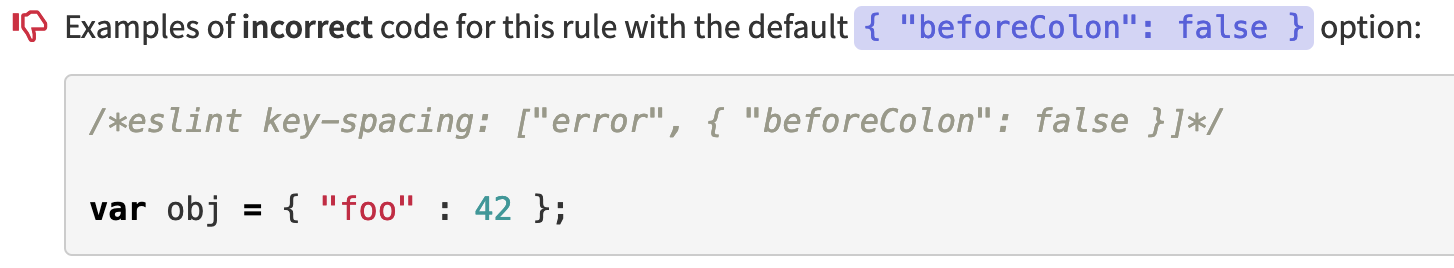 Examples of incorrect code for this rule with the default { "beforeColon": false } option:
/*eslint key-spacing: ["error", { "beforeColon": false }]*/
var obj = { "foo" : 42 };